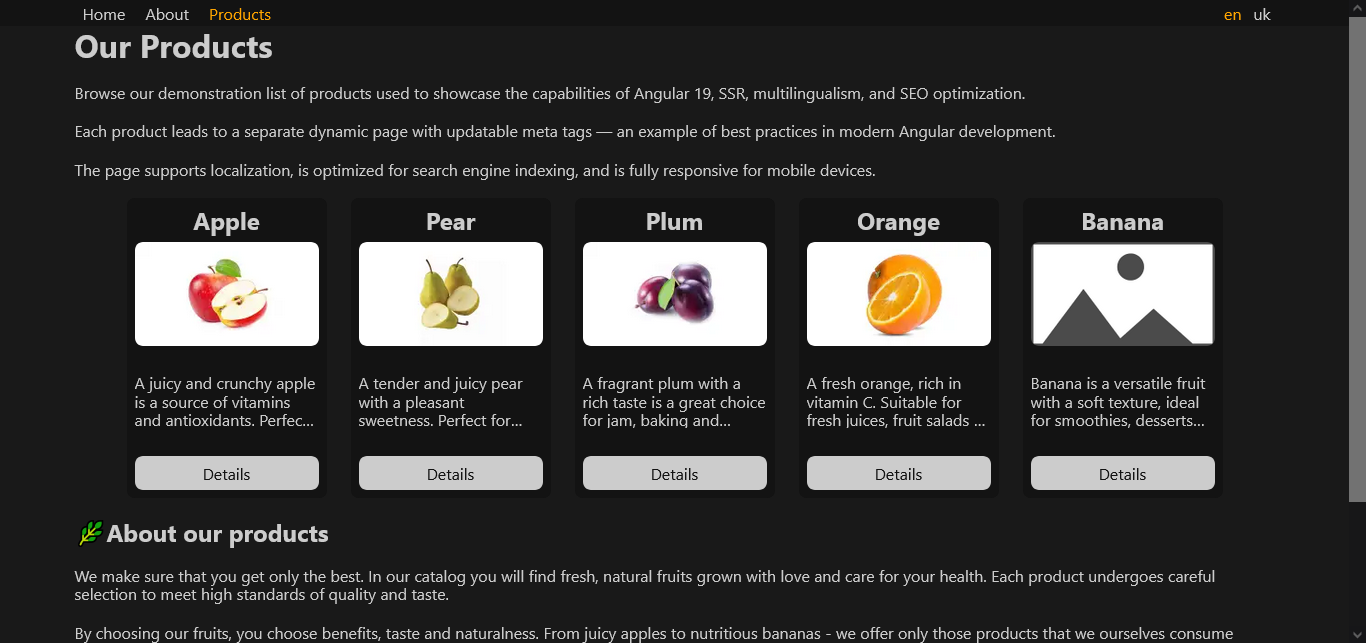 Home About Products en uk
Our Products
Browse our demonstration list of products used to showcase the capabilities of Angular 19, SSR, multilingualism, and SEO optimization.
Each product leads to a separate dynamic page with updatable meta tags — an example of best practices in modern Angular development.
The page supports localization, is optimized for search engine indexing, and is fully responsive for mobile devices.
Apple
A juicy and crunchy apple
is a source of vitamins
and antioxidants. Perfec...
Details
Pear
A tender and juicy pear
with a pleasant
sweetness. Perfect for...
Details
Plum
A fragrant plum with a
rich taste is a great choice
for jam, baking and...
Details
Orange
A fresh orange, rich in
vitamin C. Suitable for
fresh juices, fruit salads ...
Details
Banana
Banana is a versatile fruit
with a soft texture, ideal
for smoothies, desserts...
Details
About our products
We make sure that you get only the best. In our catalog you will find fresh, natural fruits grown with love and care for your health. Each product undergoes careful
selection to meet high standards of quality and taste.
By choosing our fruits, you choose benefits, taste and naturalness. From juicy apples to nutritious bananas - we offer only those products that we ourselves consume